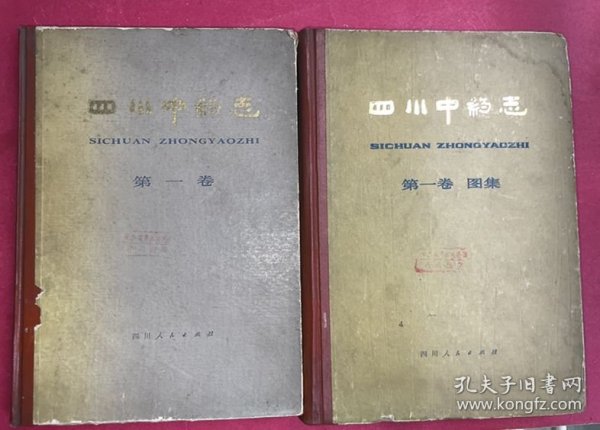 四川中药志
SICHUAN ZHONGYAOZHI
第一卷
四川人民出版社
四川中药志
SICHUAN ZHONGYAOZHI
第一卷 图集
四川人民出版社
孔夫子旧书网
www.kongfz.com